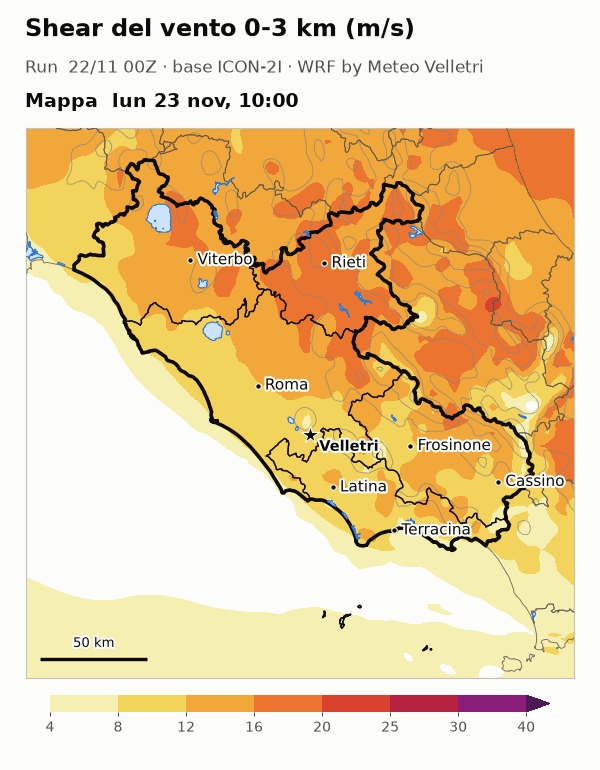 Shear del vento 0-3 km (m/s)
Run  22/11 00Z · base ICON-2I · WRF by Meteo Velletri
Mappa  lun 23 nov, 10:00
Viterbo
Rieti
Roma
Velletri
Frosinone
Latina
Cassino
Terracina
50 km
4 8 12 16 20 25 30 40